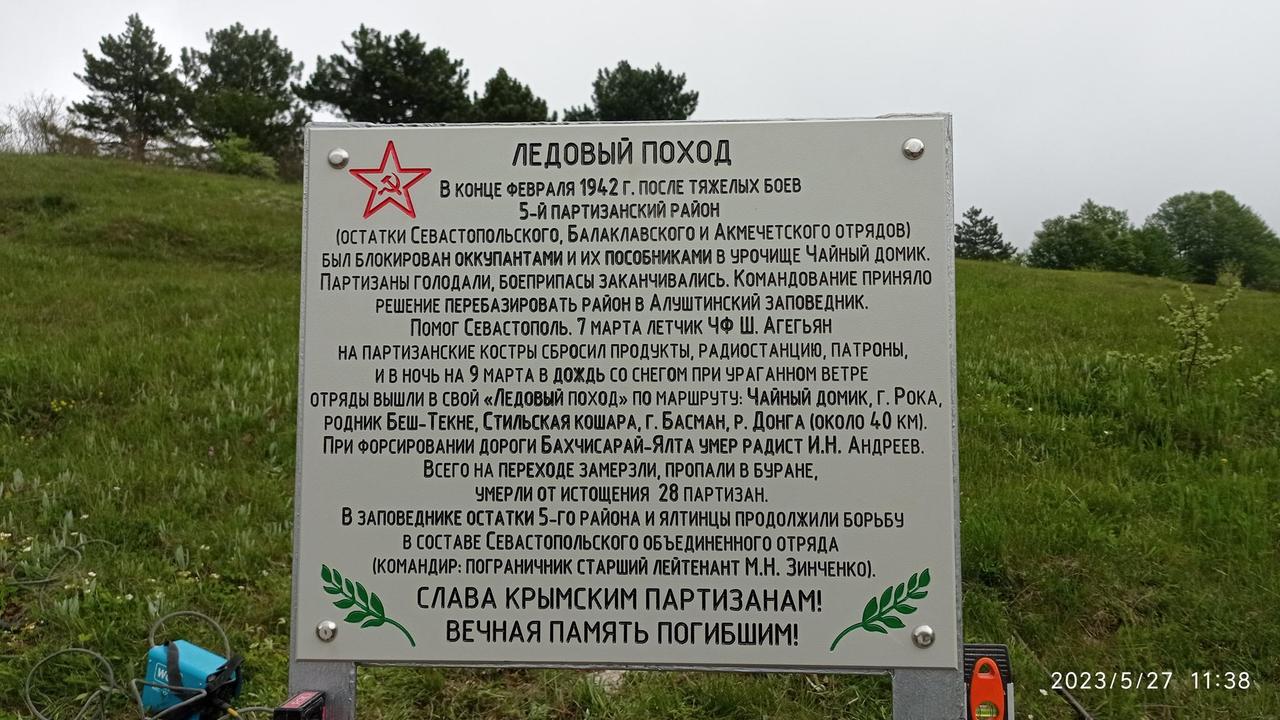 ЛЕДОВЫЙ ПОХОД
В КОНЦЕ ФЕВРАЛЯ 1942 Г. ПОСЛЕ ТЯЖЕЛЫХ БОЕВ
5-Й ПАРТИЗАНСКИЙ РАЙОН
(ОСТАТКИ СЕВАСТОПОЛЬСКОГО, БАЛАКЛАВСКОГО И АКМЕЧЕТСКОГО ОТРЯДОВ)
БЫЛ БЛОКИРОВАН ОККУПАНТАМИ И ИХ ПОСОБНИКАМИ В УРОЧИЩЕ ЧАЙНЫЙ ДОМИК.
ПАРТИЗАНЫ ГОЛОДАЛИ, БОЕПРИПАСЫ ЗАКАНЧИВАЛИСЬ. КОМАНДОВАНИЕ ПРИНЯЛО
РЕШЕНИЕ ПЕРЕБАЗИРОВАТЬ РАЙОН В АЛУШТИНСКИЙ ЗАПОВЕДНИК.
ПОМОГ СЕВАСТОПОЛЬ. 7 МАРТА ЛЕТЧИК ЧФ Ш. АГЕГЬЯН
НА ПАРТИЗАНСКИЕ КОСТРЫ СБРОСИЛ ПРОДУКТЫ, РАДИОСТАНЦИЮ, ПАТРОНЫ,
И В НОЧЬ НА 9 МАРТА В ДОЖДЬ СО СНЕГОМ ПРИ УРАГАННОМ ВЕТРЕ
ОТРЯДЫ ВЫШЛИ В СВОЙ «ЛЕДОВЫЙ ПОХОД» ПО МАРШРУТУ: ЧАЙНЫЙ ДОМИК, Г. РОКА,
РОДНИК БЕШ-ТЕКНЕ, СТИЛЬСКАЯ КОШАРА, Г. БАСМАН, Р. ДОНГА (ОКОЛО 40 КМ).
ПРИ ФОРСИРОВАНИИ ДОРОГИ БАХЧИСАРАЙ-ЯЛТА УМЕР РАДИСТ И.Н. АНДРЕЕВ.
ВСЕГО НА ПЕРЕХОДЕ ЗАМЕРЗЛИ, ПРОПАЛИ В БУРАНЕ,
УМЕРЛИ ОТ ИСТОЩЕНИЯ 28 ПАРТИЗАН.
В ЗАПОВЕДНИКЕ ОСТАТКИ 5-ГО РАЙОНА И ЯЛТИНЦЫ ПРОДОЛЖИЛИ БОРЬБУ
В СОСТАВЕ СЕВАСТОПОЛЬСКОГО ОБЪЕДИНЕННОГО ОТРЯДА
(КОМАНДИР: ПОГРАНИЧНИК СТАРШИЙ ЛЕЙТЕНАНТ М.Н. ЗИНЧЕНКО).
СЛАВА КРЫМСКИМ ПАРТИЗАНАМ!
ВЕЧНАЯ ПАМЯТЬ ПОГИБШИМ!
2023/5/27 11:38